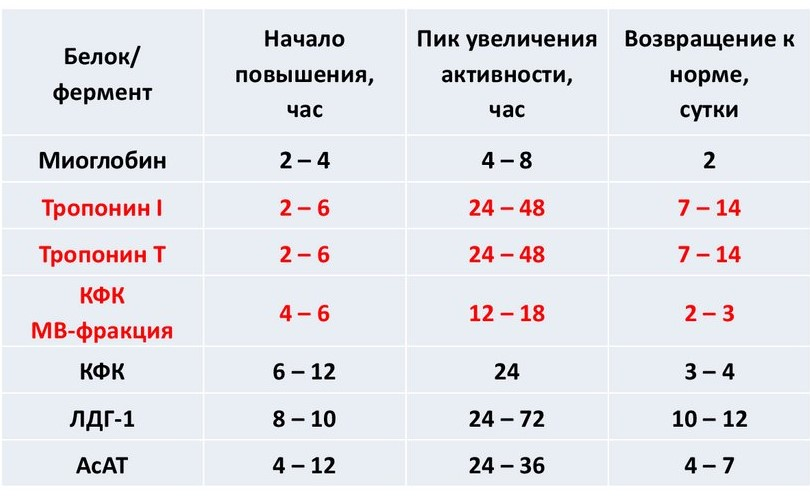 Белок/
фермент
Начало
повышения,
час
Пик увеличения
активности,
час
Возвращение к
норме,
сутки
Миоглобин 2 – 4 4 – 8 2
Тропонин I 2 – 6 24 – 48 7 – 14
Тропонин Т 2 – 6 24 – 48 7 – 14
КФК
МВ-фракция 4 – 6 12 – 18 2 – 3
КФК 6 – 12 24 3 – 4
ЛДГ-1 8 – 10 24 – 72 10 – 12
АсАТ 4 – 12 24 – 36 4 – 7